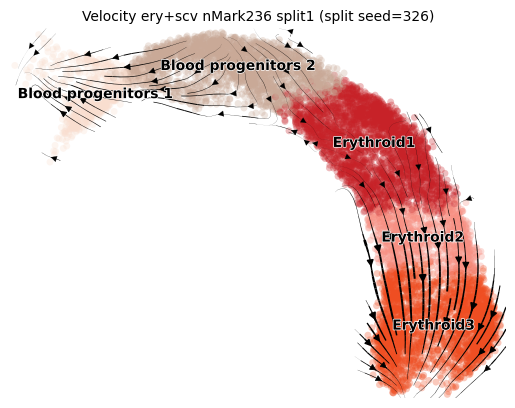 Velocity ery+scv nMark236 split1 (split seed=326)
Blood progenitors 2
Blood progenitors 1
Erythroid1
Erythroid2
Erythroid3